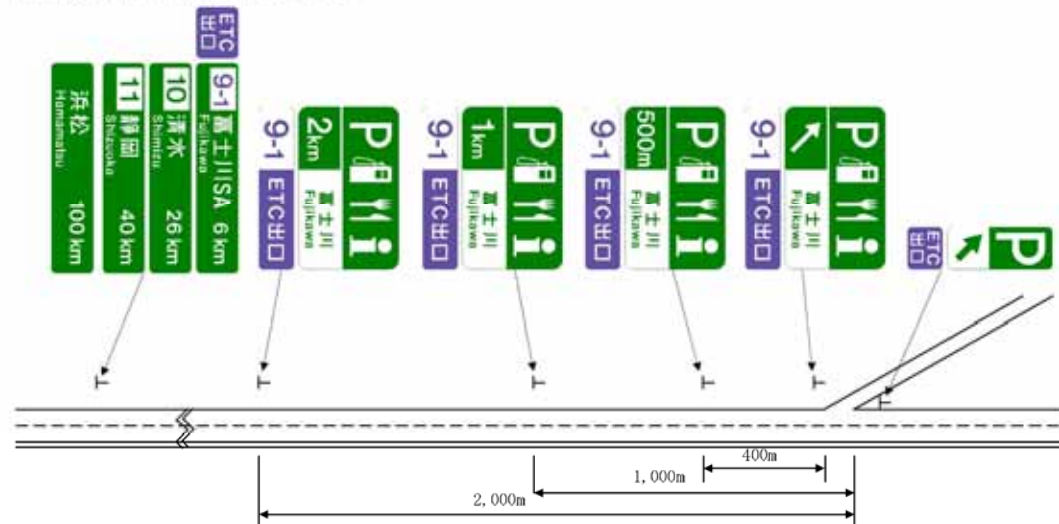 ETC
出口
9-1 富士川SA 6km
Fujikawa
10 清水 26km
Shimizu
11 静岡 40km
Shizuoka
浜松 100km
Hamamatsu
P i
2km 富士川
Fujikawa
9-1 ETC出口
P i
1km 富士川
Fujikawa
9-1 ETC出口
P i
500m 富士川
Fujikawa
9-1 ETC出口
P i
富士川
Fujikawa
9-1 ETC出口
P
ETC
出口
400m
1,000m
2,000m